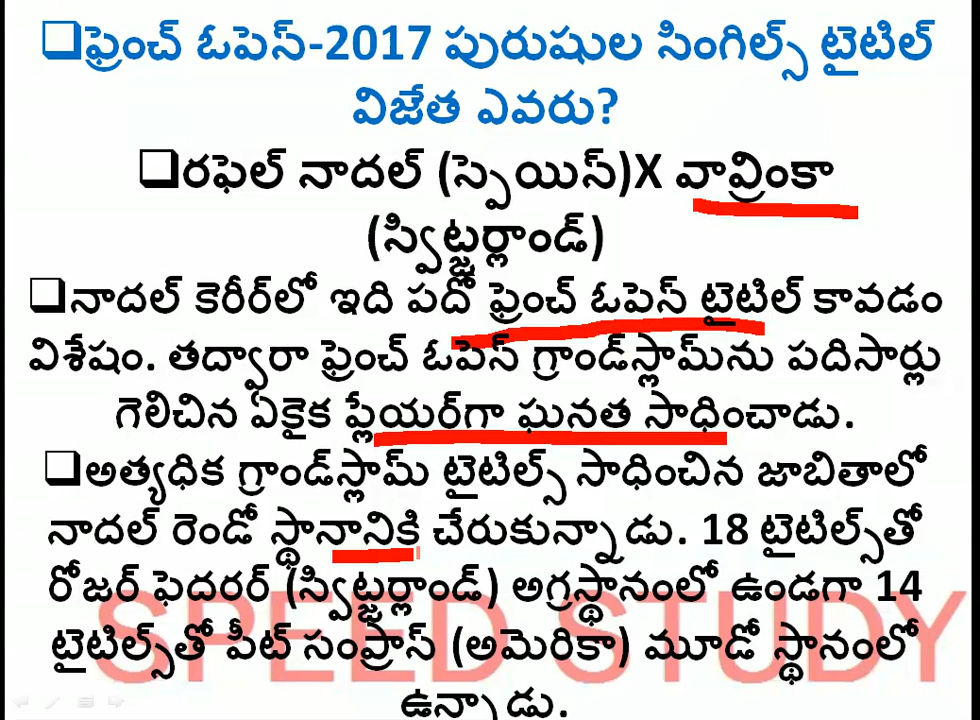 ❑ఫ్రెంచ్ ఓపెన్-2017 పురుషుల సింగిల్స్ టైటిల్
విజేత ఎవరు?
❑రఫెల్ నాదల్ (స్పెయిన్)X వావ్రింకా
(స్విట్జర్లాండ్)
❑నాదల్ కెరీర్‌లో ఇది పదో ఫ్రెంచ్ ఓపెన్ టైటిల్ కావడం
విశేషం. తద్వారా ఫ్రెంచ్ ఓపెన్ గ్రాండ్‌స్లామ్‌ను పదిసార్లు
గెలిచిన ఏకైక ప్లేయర్‌గా ఘనత సాధించాడు.
❑అత్యధిక గ్రాండ్‌స్లామ్ టైటిల్స్ సాధించిన జాబితాలో
నాదల్ రెండో స్థానానికి చేరుకున్నాడు. 18 టైటిల్స్‌తో
రోజర్ ఫెదరర్ (స్విట్జర్లాండ్) అగ్రస్థానంలో ఉండగా 14
టైటిల్స్‌తో పీట్ సంప్రాస్ (అమెరికా) మూడో స్థానంలో
ఉన్నాడు.
SPEED STUDY